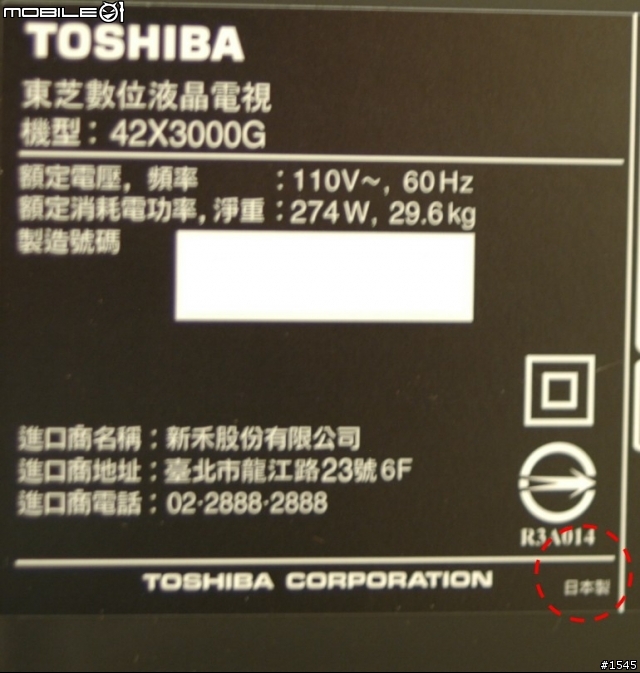 MOBILE01
TOSHIBA
東芝數位液晶電視
機型：42X3000G
額定電壓，頻率 ：110V~, 60Hz
額定消耗電功率，淨重：274W, 29.6kg
製造號碼
進口商名稱：新禾股份有限公司
進口商地址：臺北市龍江路23號6F
進口商電話：02-2888-2888
R3A014
TOSHIBA CORPORATION
日本製
#1545